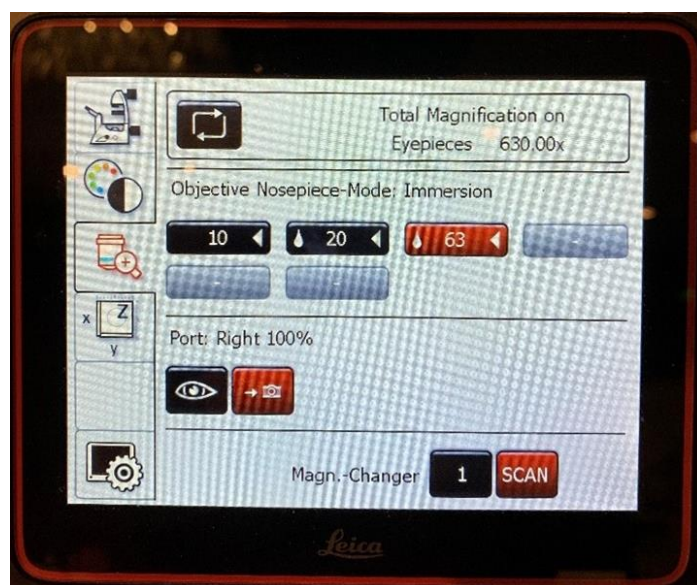 Total Magnification on
Eyepieces 630.00x
Objective Nosepiece-Mode: Immersion
10 20 63 -
- -
Port: Right 100%
x Z
y
Magn.-Changer 1 SCAN
Leica